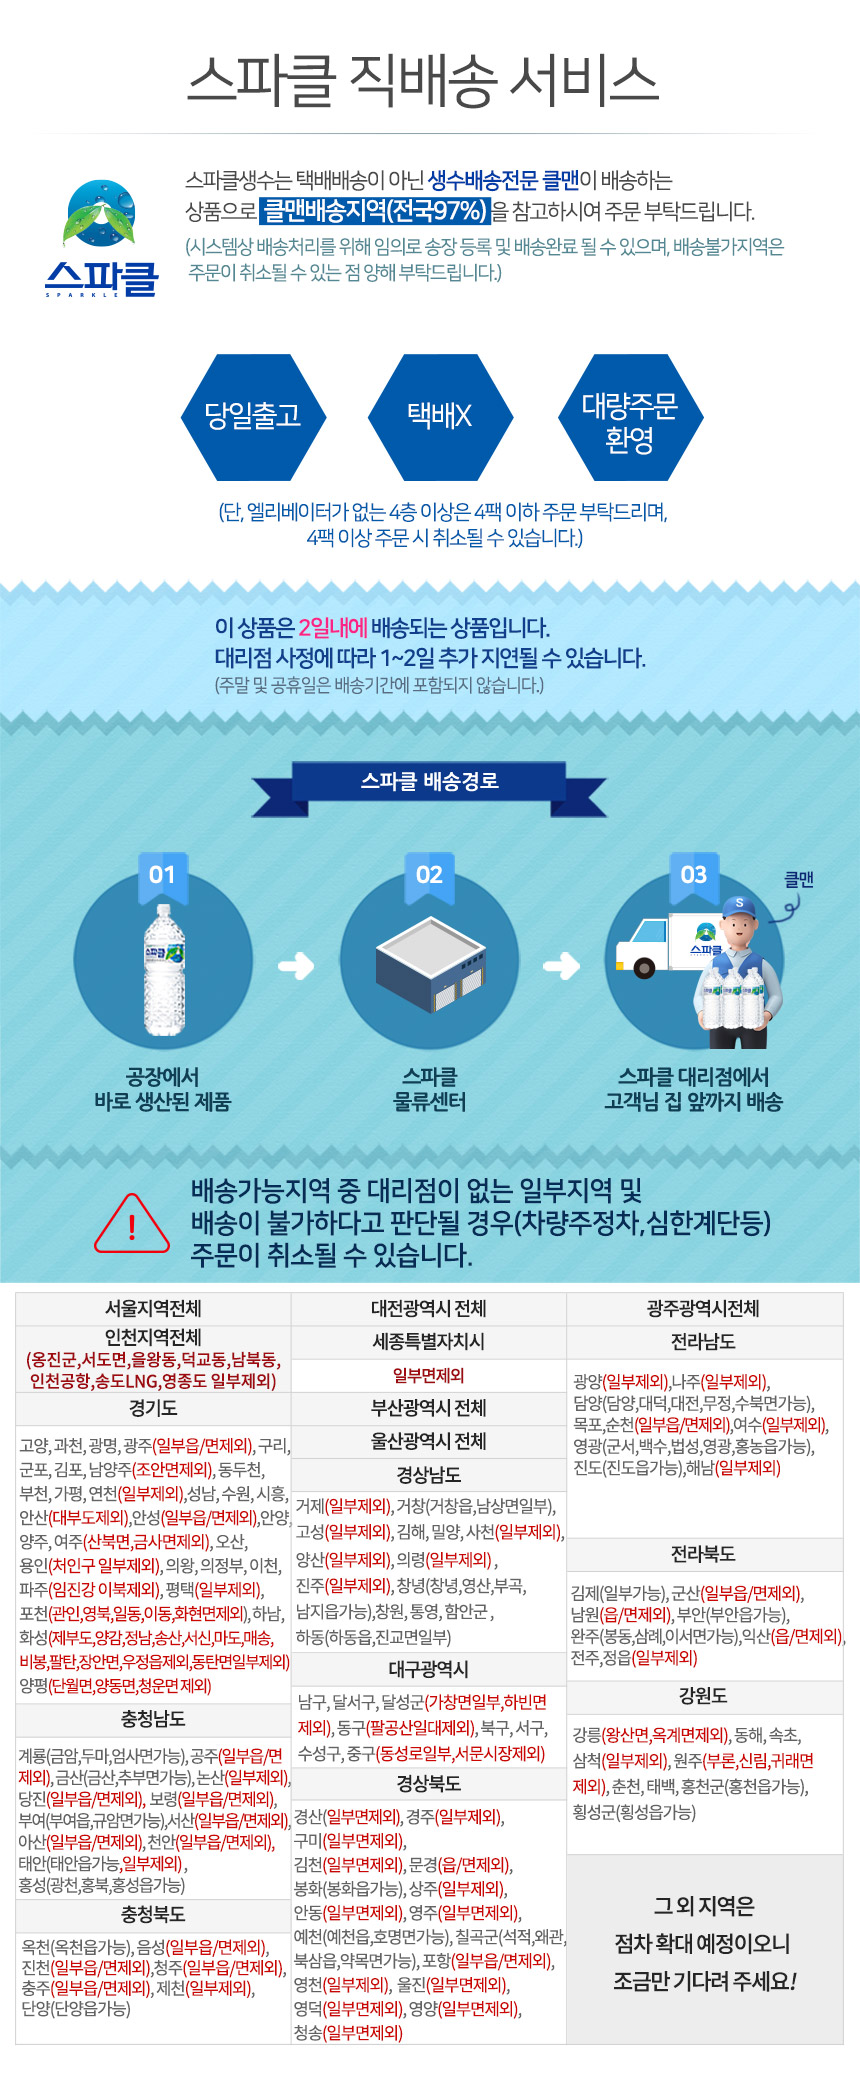 스파클 직배송 서비스
스파클생수는 택배배송이 아닌 생수배송전문 클맨이 배송하는
상품으로 클맨배송지역(전국97%)을 참고하시여 주문 부탁드립니다.
(시스템상 배송처리를 위해 임의로 송장 등록 및 배송완료 될 수 있으며, 배송불가지역은
주문이 취소될 수 있는 점 양해 부탁드립니다.)
스파클
SPARKLE
당일출고
택배X
대량주문
환영
(단, 엘리베이터가 없는 4층 이상은 4팩 이하 주문 부탁드리며,
4팩 이상 주문 시 취소될 수 있습니다.)
이 상품은 2일내에 배송되는 상품입니다.
대리점 사정에 따라 1~2일 추가 지연될 수 있습니다.
(주말 및 공휴일은 배송기간에 포함되지 않습니다.)
스파클 배송경로
01
02
03
클맨
S
스파클
스파클
공장에서
바로 생산된 제품
스파클
물류센터
스파클 대리점에서
고객님 집 앞까지 배송
!
배송가능지역 중 대리점이 없는 일부지역 및
배송이 불가하다고 판단될 경우(차량주정차,심한계단등)
주문이 취소될 수 있습니다.
서울지역전체
인천지역전체
(옹진군,서도면,을왕동,덕교동,남북동,
인천공항,송도LNG,영종도 일부제외)
경기도
고양, 과천, 광명, 광주(일부읍/면제외), 구리,
군포, 김포, 남양주(조안면제외), 동두천,
부천, 가평, 연천(일부제외),성남, 수원, 시흥,
안산(대부도제외),안성(일부읍/면제외),안양,
양주, 여주(산북면,금사면제외), 오산,
용인(처인구 일부제외), 의왕, 의정부, 이천,
파주(임진강 이북제외), 평택(일부제외),
포천(관인,영북,일동,이동,화현면제외), 하남,
화성(제부도,양감,정남,송산,서신,마도,매송,
비봉,팔탄,장안면,우정읍제외,동탄면일부제외)
양평(단월면,양동면,청운면 제외)
충청남도
계룡(금암,두마,엄사면가능), 공주(일부읍/면
제외), 금산(금산,추부면가능), 논산(일부제외),
당진(일부읍/면제외), 보령(일부읍/면제외),
부여(부여읍,규암면가능),서산(일부읍/면제외),
아산(일부읍/면제외), 천안(일부읍/면제외),
태안(태안읍가능,일부제외) ,
홍성(광천,홍북,홍성읍가능)
충청북도
옥천(옥천읍가능), 음성(일부읍/면제외),
진천(일부읍/면제외),청주(일부읍/면제외),
충주(일부읍/면제외), 제천(일부제외),
단양(단양읍가능)
대전광역시 전체
세종특별자치시
일부면제외
부산광역시 전체
울산광역시 전체
경상남도
거제(일부제외), 거창(거창읍,남상면일부),
고성(일부제외), 김해, 밀양, 사천(일부제외),
양산(일부제외), 의령(일부제외) ,
진주(일부제외), 창녕(창녕,영산,부곡,
남지읍가능),창원, 통영, 함안군 ,
하동(하동읍,진교면일부)
대구광역시
남구, 달서구, 달성군(가창면일부,하빈면
제외), 동구(팔공산일대제외), 북구, 서구,
수성구, 중구(동성로일부,서문시장제외)
경상북도
경산(일부면제외), 경주(일부제외),
구미(일부면제외),
김천(일부면제외), 문경(읍/면제외),
봉화(봉화읍가능), 상주(일부제외),
안동(일부면제외), 영주(일부면제외),
예천(예천읍,호명면가능), 칠곡군(석적,왜관,
북삼읍,약목면가능), 포항(일부읍/면제외),
영천(일부제외), 울진(일부면제외),
영덕(일부면제외), 영양(일부면제외),
청송(일부면제외)
광주광역시전체
전라남도
광양(일부제외),나주(일부제외),
담양(담양,대덕,대전,무정,수북면가능),
목포,순천(일부읍/면제외),여수(일부제외),
영광(군서,백수,법성,영광,홍농읍가능),
진도(진도읍가능),해남(일부제외)
전라북도
김제(일부가능), 군산(일부읍/면제외),
남원(읍/면제외), 부안(부안읍가능),
완주(봉동,삼례,이서면가능),익산(읍/면제외),
전주,정읍(일부제외)
강원도
강릉(왕산면,옥계면제외), 동해, 속초,
삼척(일부제외), 원주(부론,신림,귀래면
제외), 춘천, 태백, 홍천군(홍천읍가능),
횡성군(횡성읍가능)
그 외 지역은
점차 확대 예정이오니
조금만 기다려 주세요!